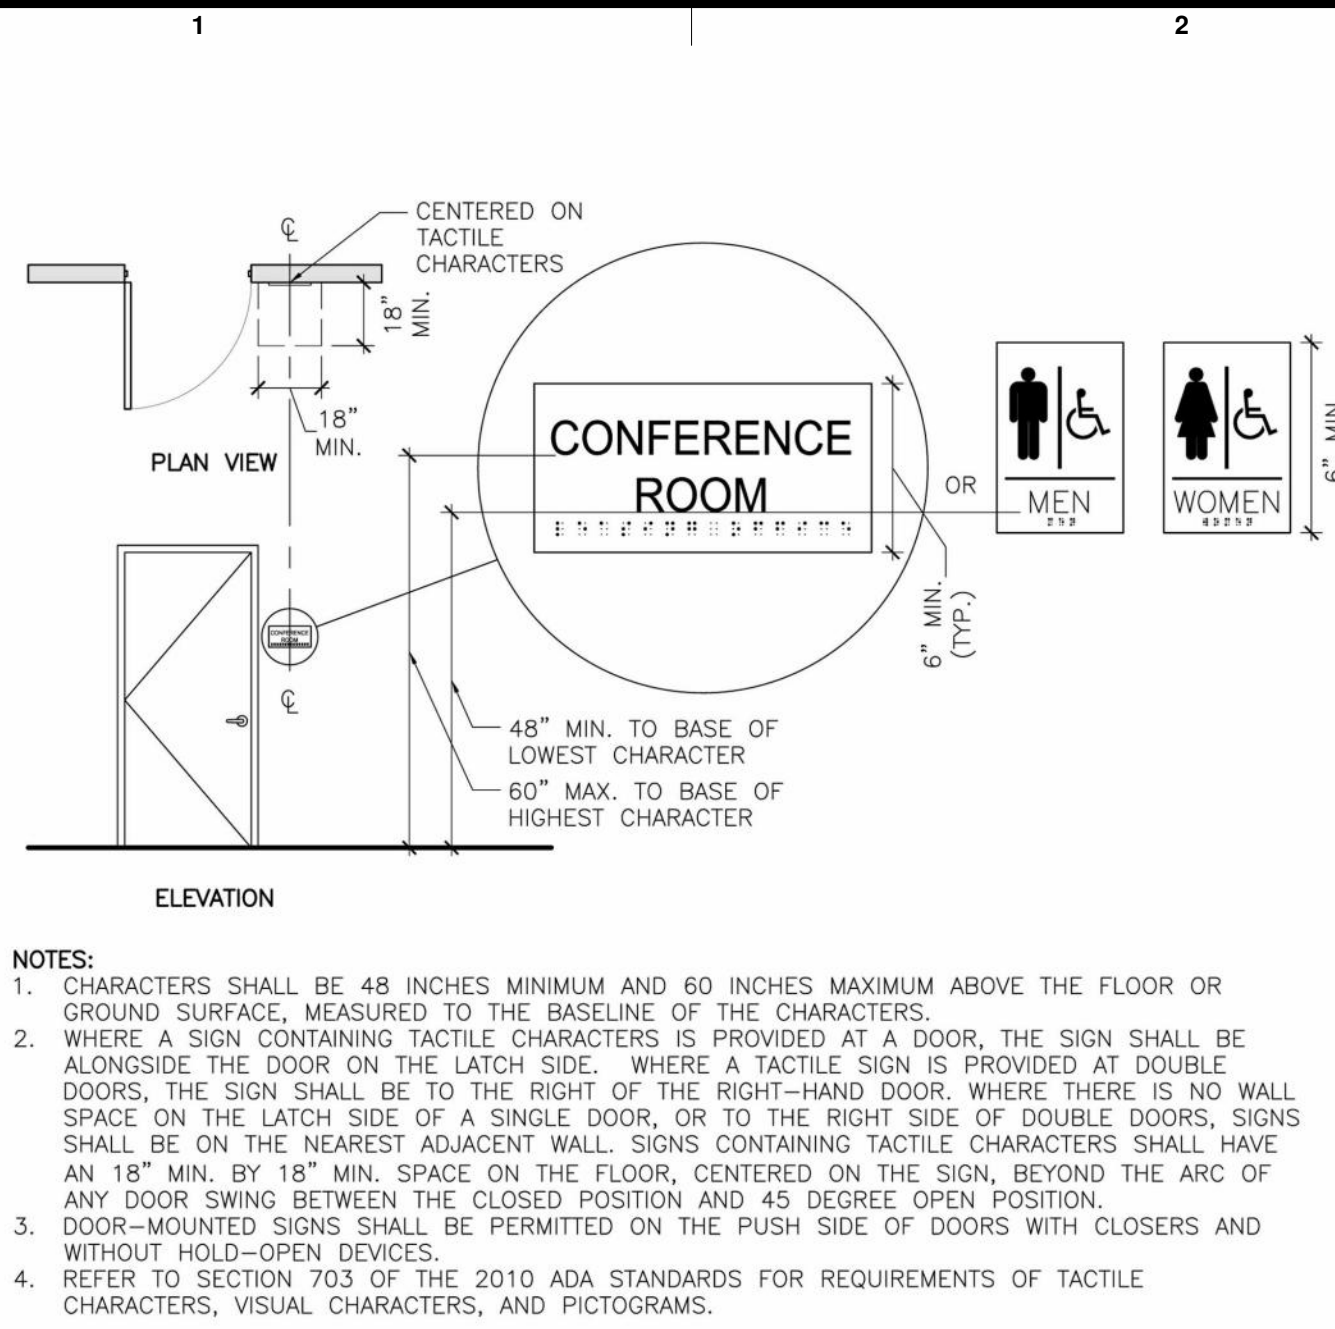 1
2
℄
CENTERED ON
TACTILE
CHARACTERS
18”
MIN.
18”
MIN.
PLAN VIEW
CONFERENCE
ROOM
OR
MEN
WOMEN
6” MIN.
6” MIN.
(TYP.)
CONFERENCE
ROOM
℄
48” MIN. TO BASE OF
LOWEST CHARACTER
60” MAX. TO BASE OF
HIGHEST CHARACTER
ELEVATION
NOTES:
1. CHARACTERS SHALL BE 48 INCHES MINIMUM AND 60 INCHES MAXIMUM ABOVE THE FLOOR OR
GROUND SURFACE, MEASURED TO THE BASELINE OF THE CHARACTERS.
2. WHERE A SIGN CONTAINING TACTILE CHARACTERS IS PROVIDED AT A DOOR, THE SIGN SHALL BE
ALONGSIDE THE DOOR ON THE LATCH SIDE. WHERE A TACTILE SIGN IS PROVIDED AT DOUBLE
DOORS, THE SIGN SHALL BE TO THE RIGHT OF THE RIGHT–HAND DOOR. WHERE THERE IS NO WALL
SPACE ON THE LATCH SIDE OF A SINGLE DOOR, OR TO THE RIGHT SIDE OF DOUBLE DOORS, SIGNS
SHALL BE ON THE NEAREST ADJACENT WALL. SIGNS CONTAINING TACTILE CHARACTERS SHALL HAVE
AN 18” MIN. BY 18” MIN. SPACE ON THE FLOOR, CENTERED ON THE SIGN, BEYOND THE ARC OF
ANY DOOR SWING BETWEEN THE CLOSED POSITION AND 45 DEGREE OPEN POSITION.
3. DOOR–MOUNTED SIGNS SHALL BE PERMITTED ON THE PUSH SIDE OF DOORS WITH CLOSERS AND
WITHOUT HOLD–OPEN DEVICES.
4. REFER TO SECTION 703 OF THE 2010 ADA STANDARDS FOR REQUIREMENTS OF TACTILE
CHARACTERS, VISUAL CHARACTERS, AND PICTOGRAMS.